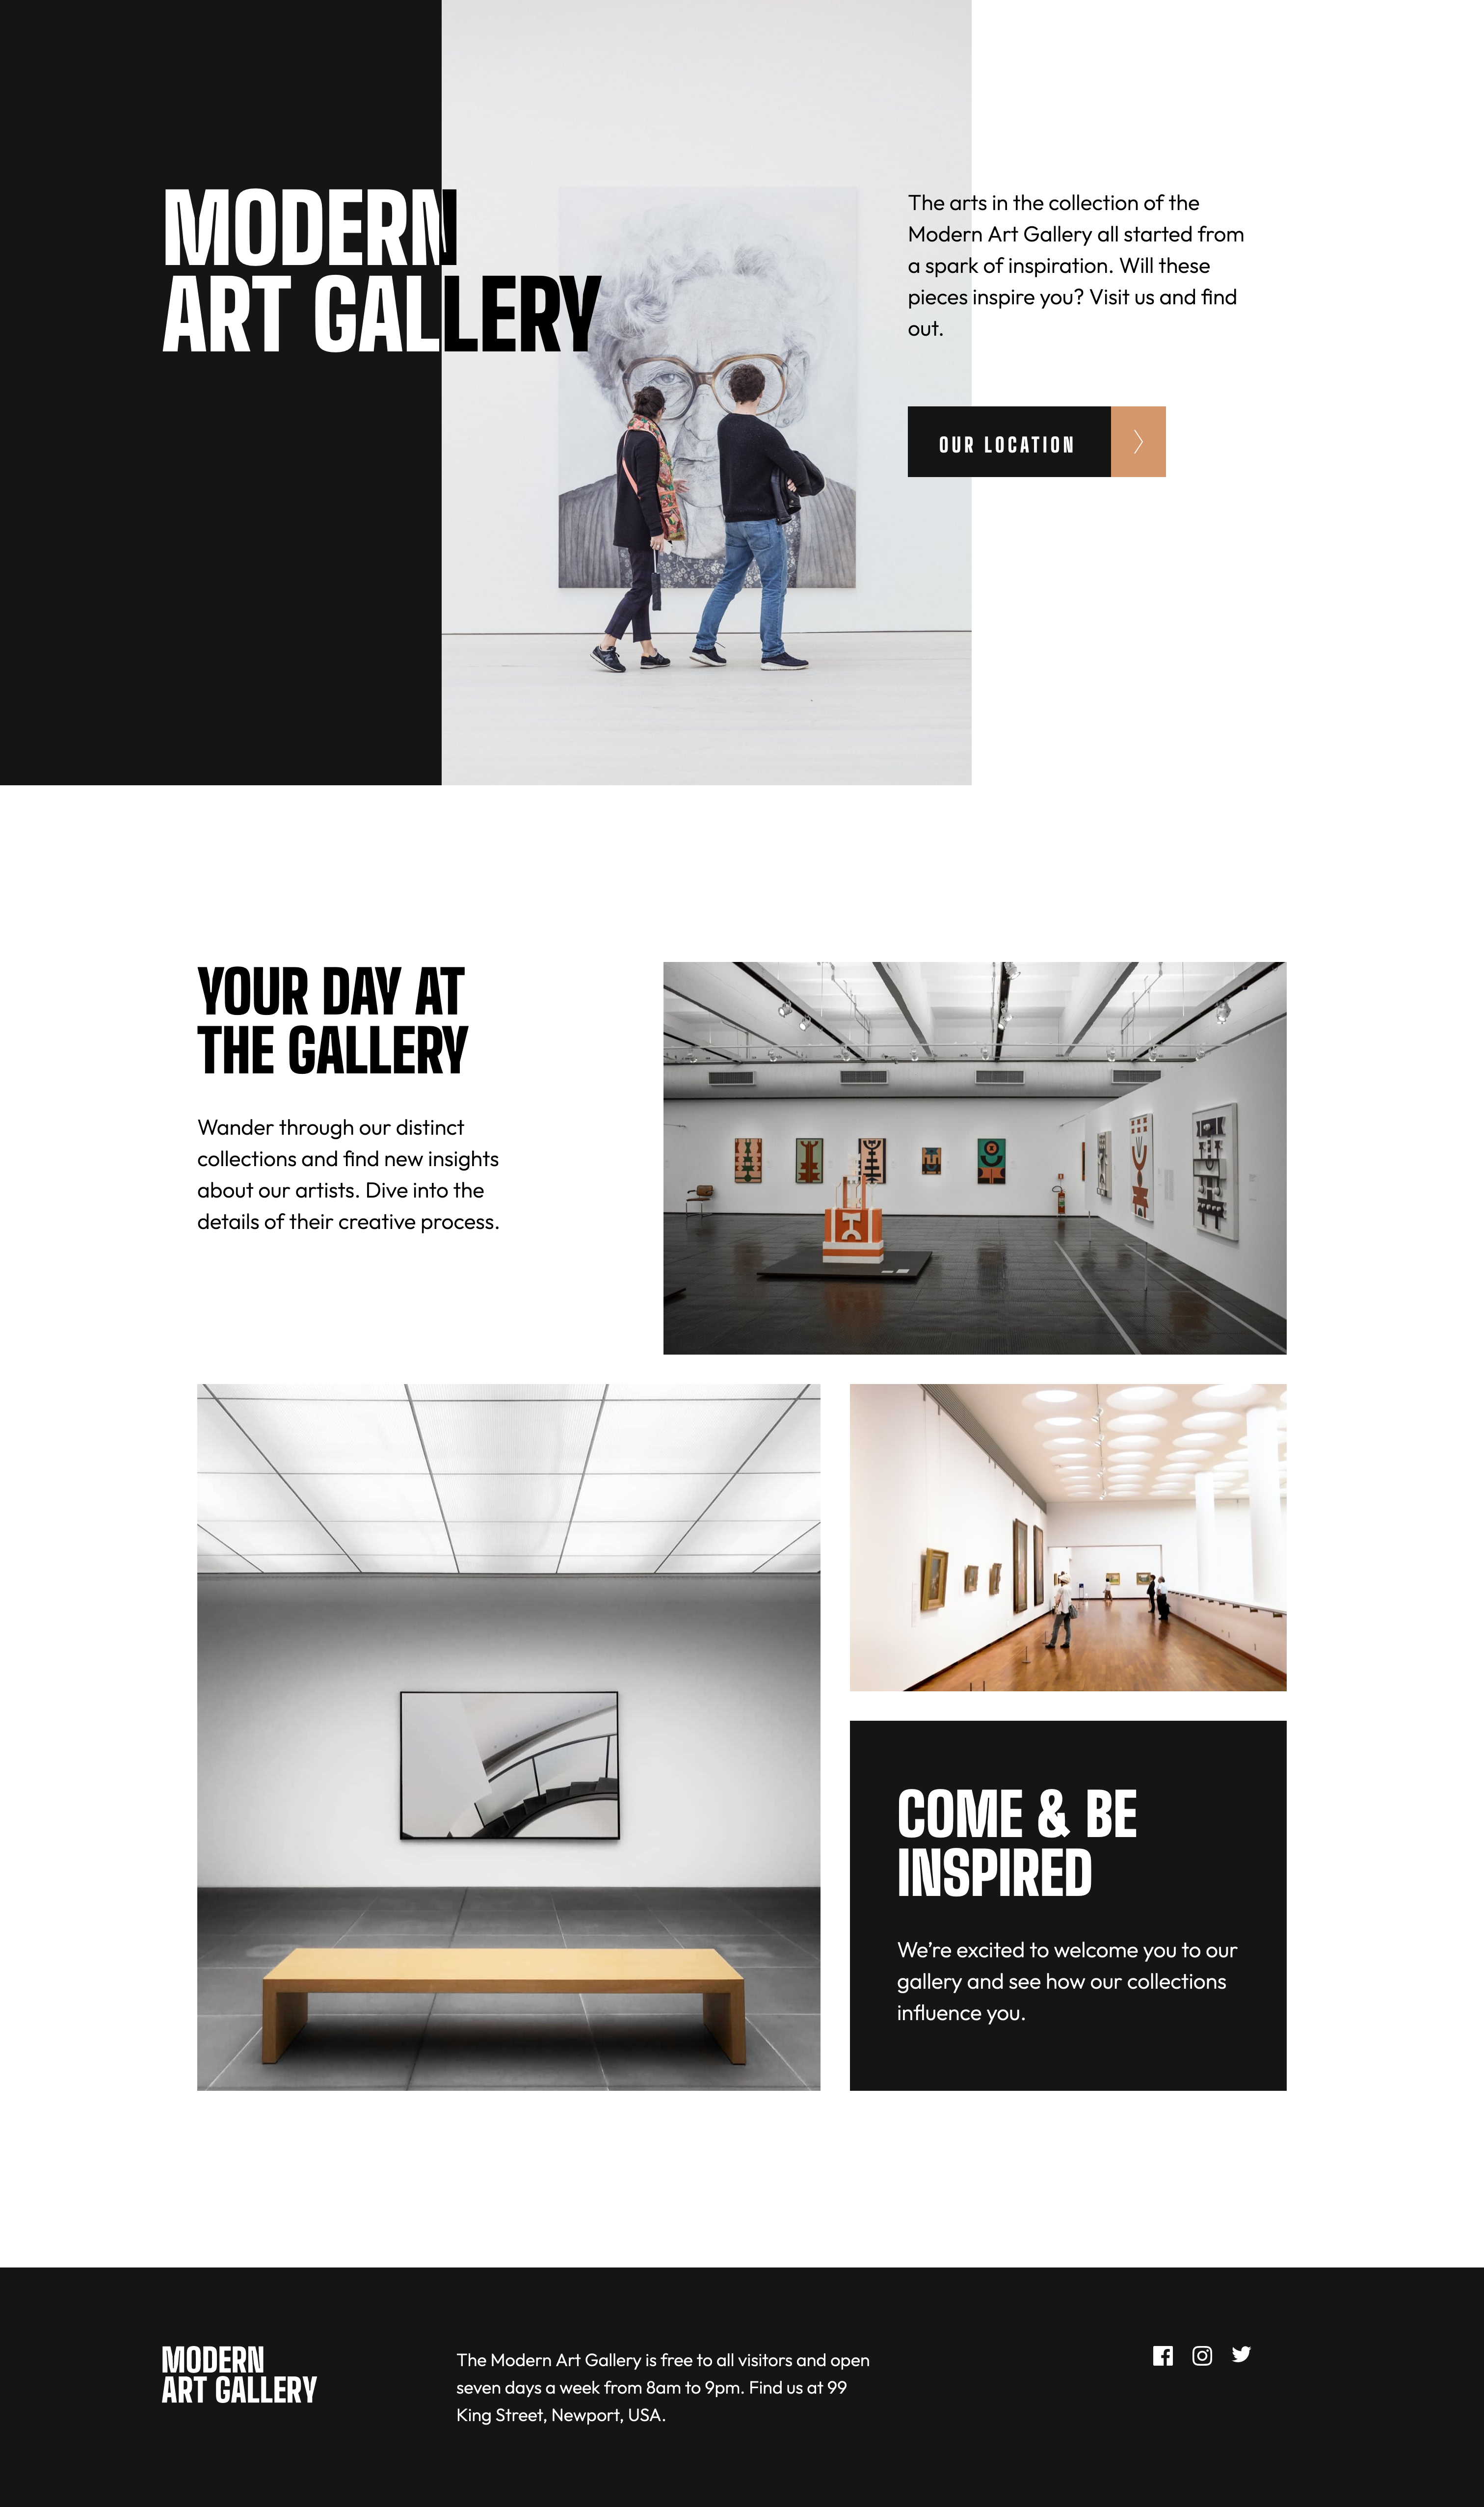 MODERN
ART GALLERY
The arts in the collection of the
Modern Art Gallery all started from
a spark of inspiration. Will these
pieces inspire you? Visit us and find
out.
OUR LOCATION
YOUR DAY AT
THE GALLERY
Wander through our distinct
collections and find new insights
about our artists. Dive into the
details of their creative process.
COME & BE
INSPIRED
We’re excited to welcome you to our
gallery and see how our collections
influence you.
MODERN
ART GALLERY
The Modern Art Gallery is free to all visitors and open
seven days a week from 8am to 9pm. Find us at 99
King Street, Newport, USA.